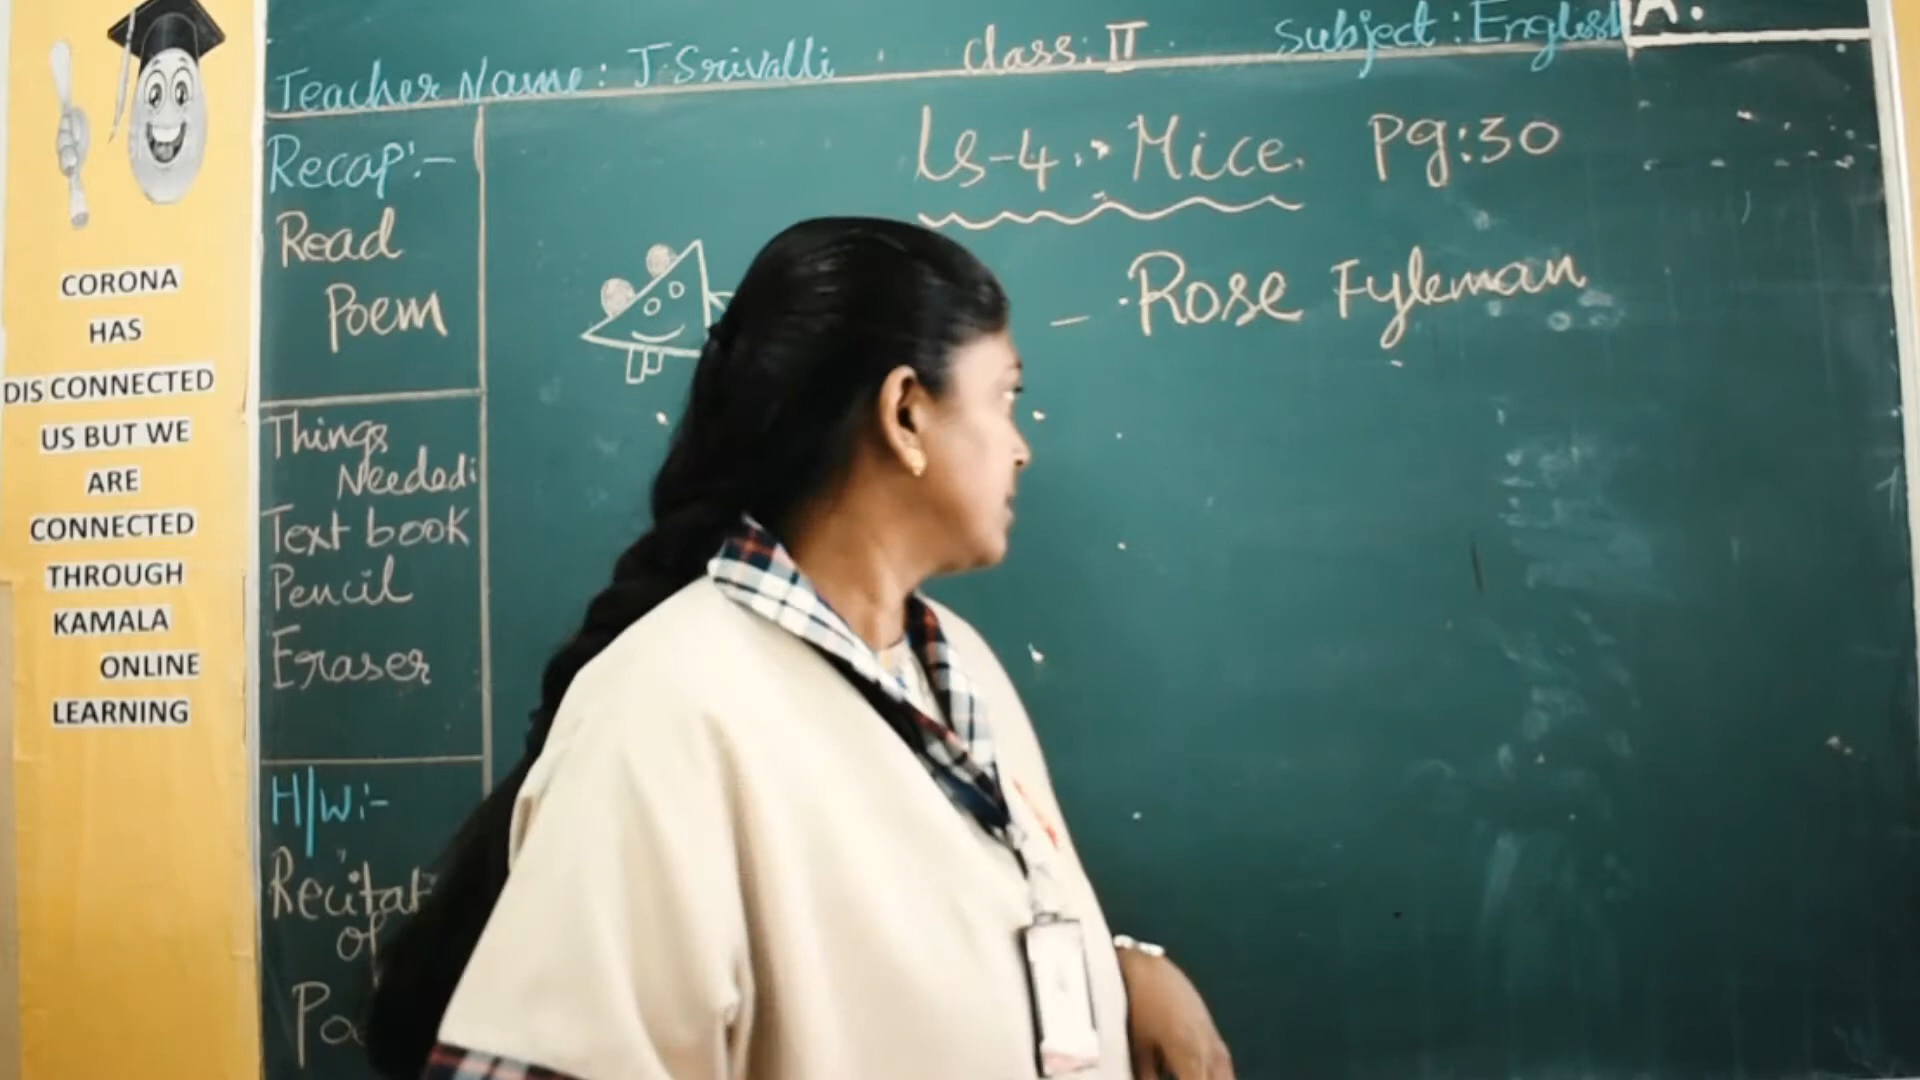 CORONA
HAS
DIS CONNECTED
US BUT WE
ARE
CONNECTED
THROUGH
KAMALA
ONLINE
LEARNING
Teacher Name: J. Srivalli Class: II Subject: English
A.
Recap:-
Read
Poem
Things
Needed:
Text book
Pencil
Eraser
H/W:-
of
Ls-4: Mice. Pg:30
- Rose Fyleman